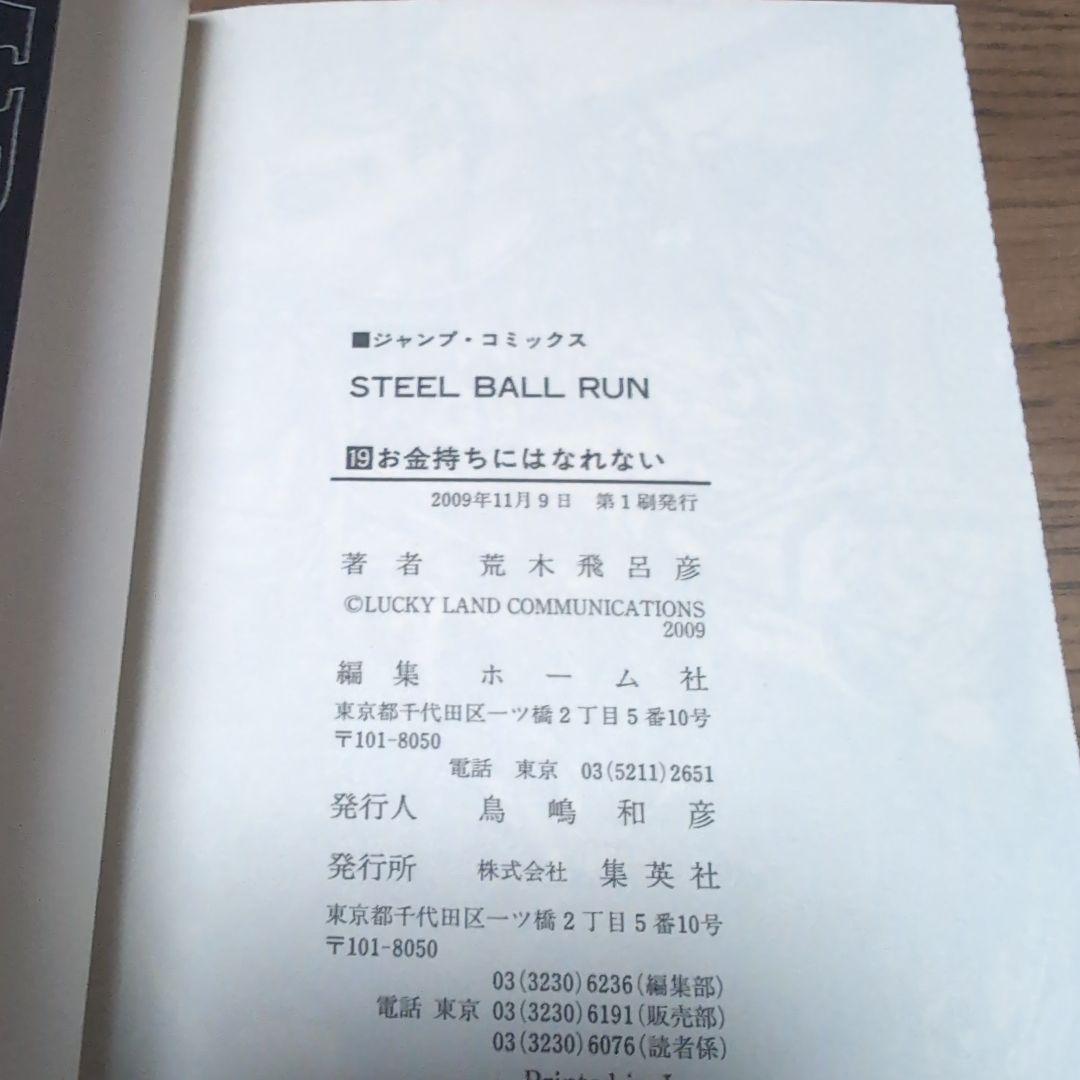 ■ジャンプ・コミックス
STEEL BALL RUN
19お金持ちにはなれない
2009年11月9日 第1刷発行
著者 荒木飛呂彦
©LUCKY LAND COMMUNICATIONS
2009
編集 ホーム社
東京都千代田区一ツ橋2丁目5番10号
〒101-8050
電話 東京 03(5211)2651
発行人 鳥嶋和彦
発行所 株式会社 集英社
東京都千代田区一ツ橋2丁目5番10号
〒101-8050
03(3230)6236(編集部)
電話 東京 03(3230)6191(販売部)
03(3230)6076(読者係)